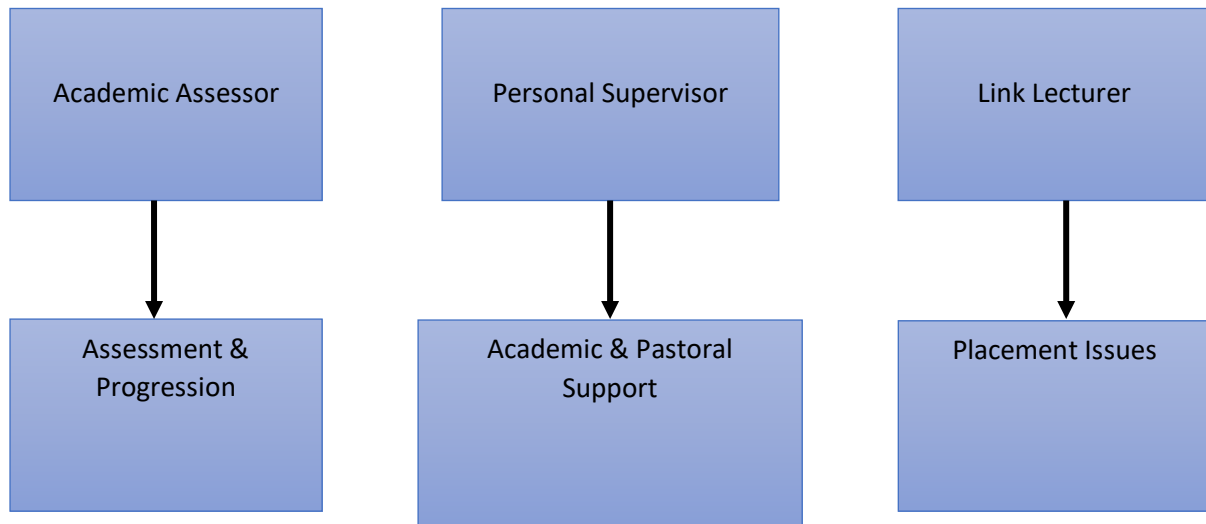 Academic Assessor
Personal Supervisor
Link Lecturer
Assessment &
Progression
Academic & Pastoral
Support
Placement Issues